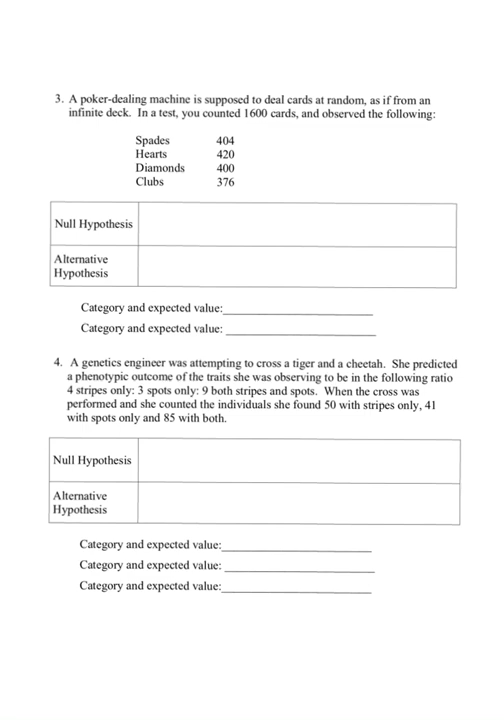 3. A poker-dealing machine is supposed to deal cards at random, as if from an
infinite deck. In a test, you counted 1600 cards, and observed the following:
Spades 404
Hearts 420
Diamonds 400
Clubs 376
Null Hypothesis
Alternative
Hypothesis
Category and expected value:
Category and expected value:
4. A genetics engineer was attempting to cross a tiger and a cheetah. She predicted
a phenotypic outcome of the traits she was observing to be in the following ratio
4 stripes only: 3 spots only: 9 both stripes and spots. When the cross was
performed and she counted the individuals she found 50 with stripes only, 41
with spots only and 85 with both.
Null Hypothesis
Alternative
Hypothesis
Category and expected value:
Category and expected value:
Category and expected value: